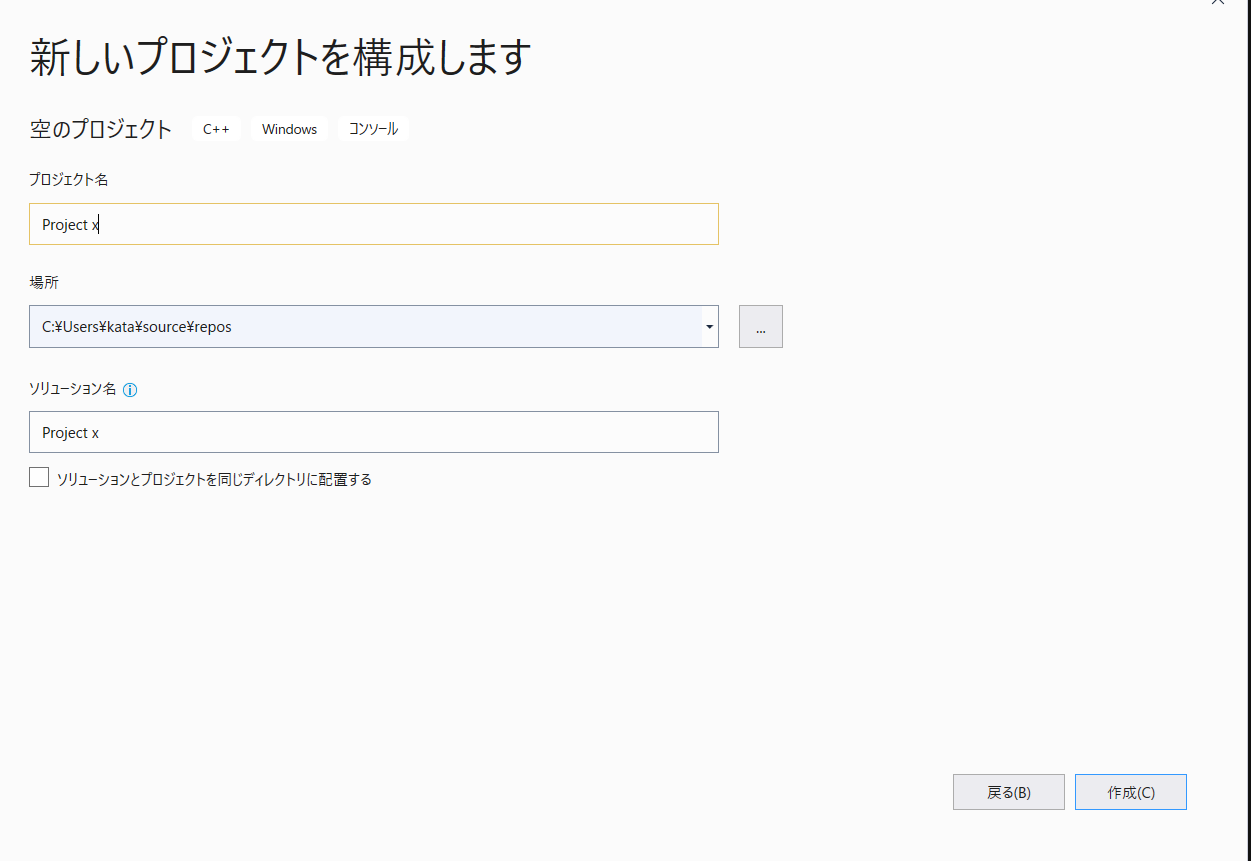 新しいプロジェクトを構成します
空のプロジェクト C++ Windows コンソール
プロジェクト名
Project x
場所
C:¥Users¥kata¥source¥repos
...
ソリューション名
Project x
ソリューションとプロジェクトを同じディレクトリに配置する
戻る(B) 作成(C)